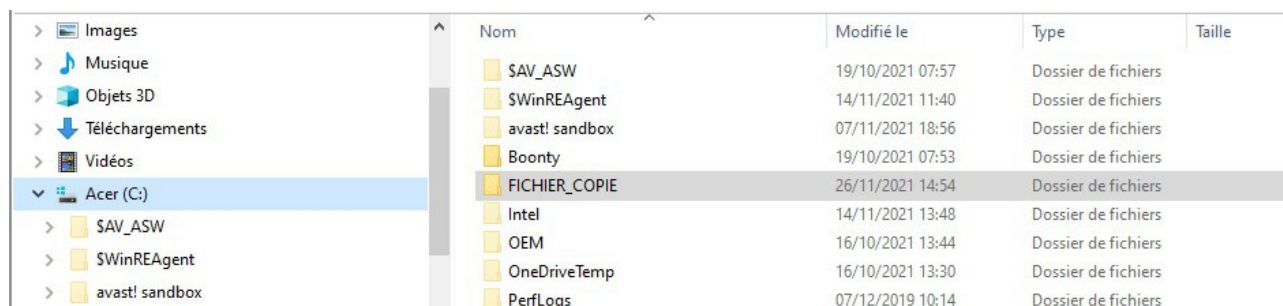 Images
Musique
Objets 3D
Téléchargements
Vidéos
Acer (C:)
$AV_ASW
$WinREAgent
avast! sandbox
Nom Modifié le Type Taille
$AV_ASW 19/10/2021 07:57 Dossier de fichiers
$WinREAgent 14/11/2021 11:40 Dossier de fichiers
avast! sandbox 07/11/2021 18:56 Dossier de fichiers
Boonty 19/10/2021 07:53 Dossier de fichiers
FICHIER_COPIE 26/11/2021 14:54 Dossier de fichiers
Intel 14/11/2021 13:48 Dossier de fichiers
OEM 16/10/2021 13:44 Dossier de fichiers
OneDriveTemp 16/10/2021 13:30 Dossier de fichiers
PerfLogs 07/12/2019 10:14 Dossier de fichiers